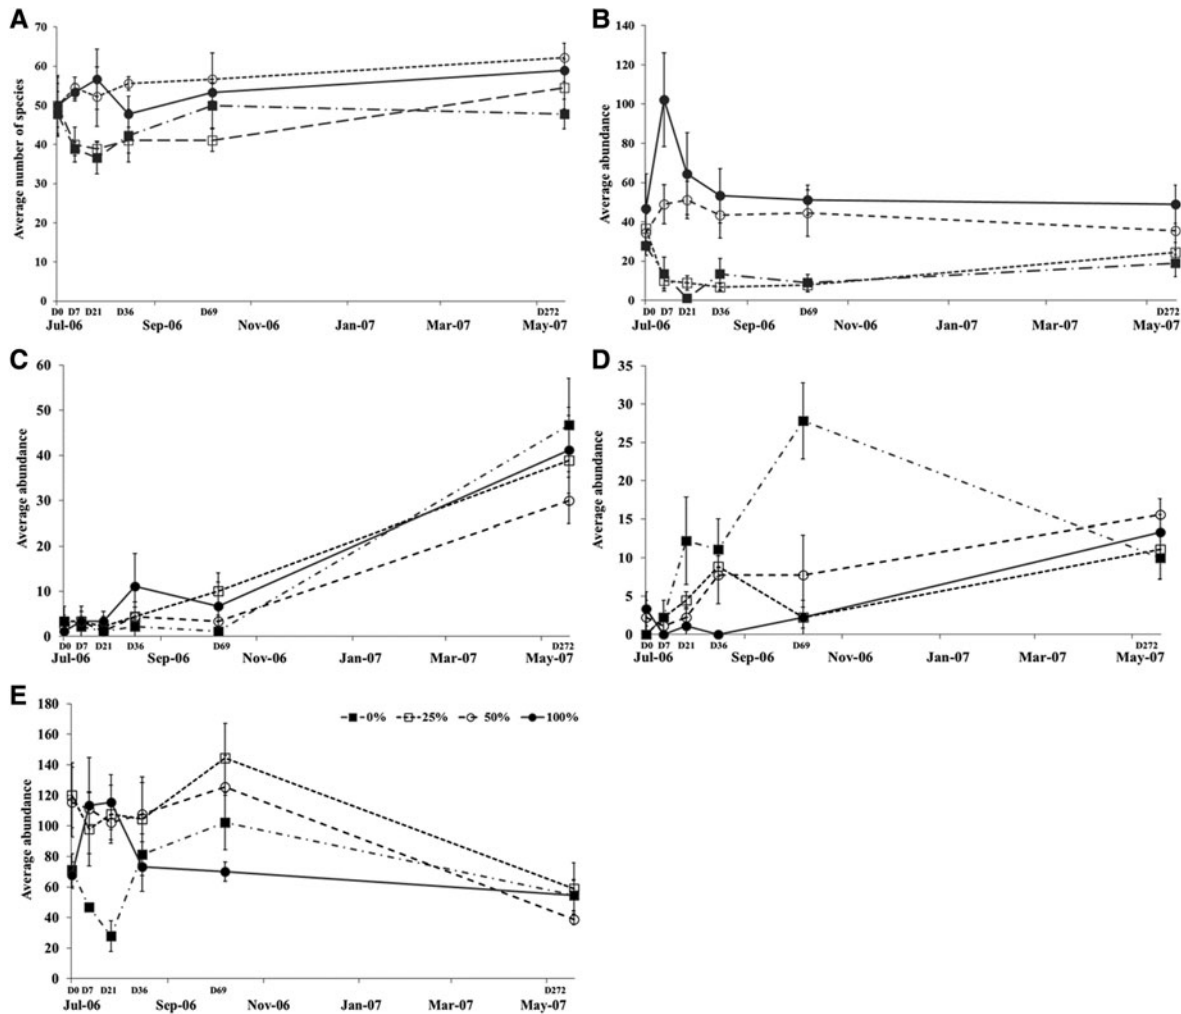 A
Average number of species
70
60
50
40
30
20
10
0
D0 D7 D21 D36 D69 D272
Jul-06 Sep-06 Nov-06 Jan-07 Mar-07 May-07
B
Average abundance
140
120
100
80
60
40
20
0
D0 D7 D21 D36 D69 D272
Jul-06 Sep-06 Nov-06 Jan-07 Mar-07 May-07
C
Average abundance
60
50
40
30
20
10
0
D0 D7 D21 D36 D69 D272
Jul-06 Sep-06 Nov-06 Jan-07 Mar-07 May-07
D
Average abundance
35
30
25
20
15
10
5
0
D0 D7 D21 D36 D69 D272
Jul-06 Sep-06 Nov-06 Jan-07 Mar-07 May-07
E
Average abundance
180
160
140
120
100
80
60
40
20
0
0% 25% 50% 100%
D0 D7 D21 D36 D69 D272
Jul-06 Sep-06 Nov-06 Jan-07 Mar-07 May-07